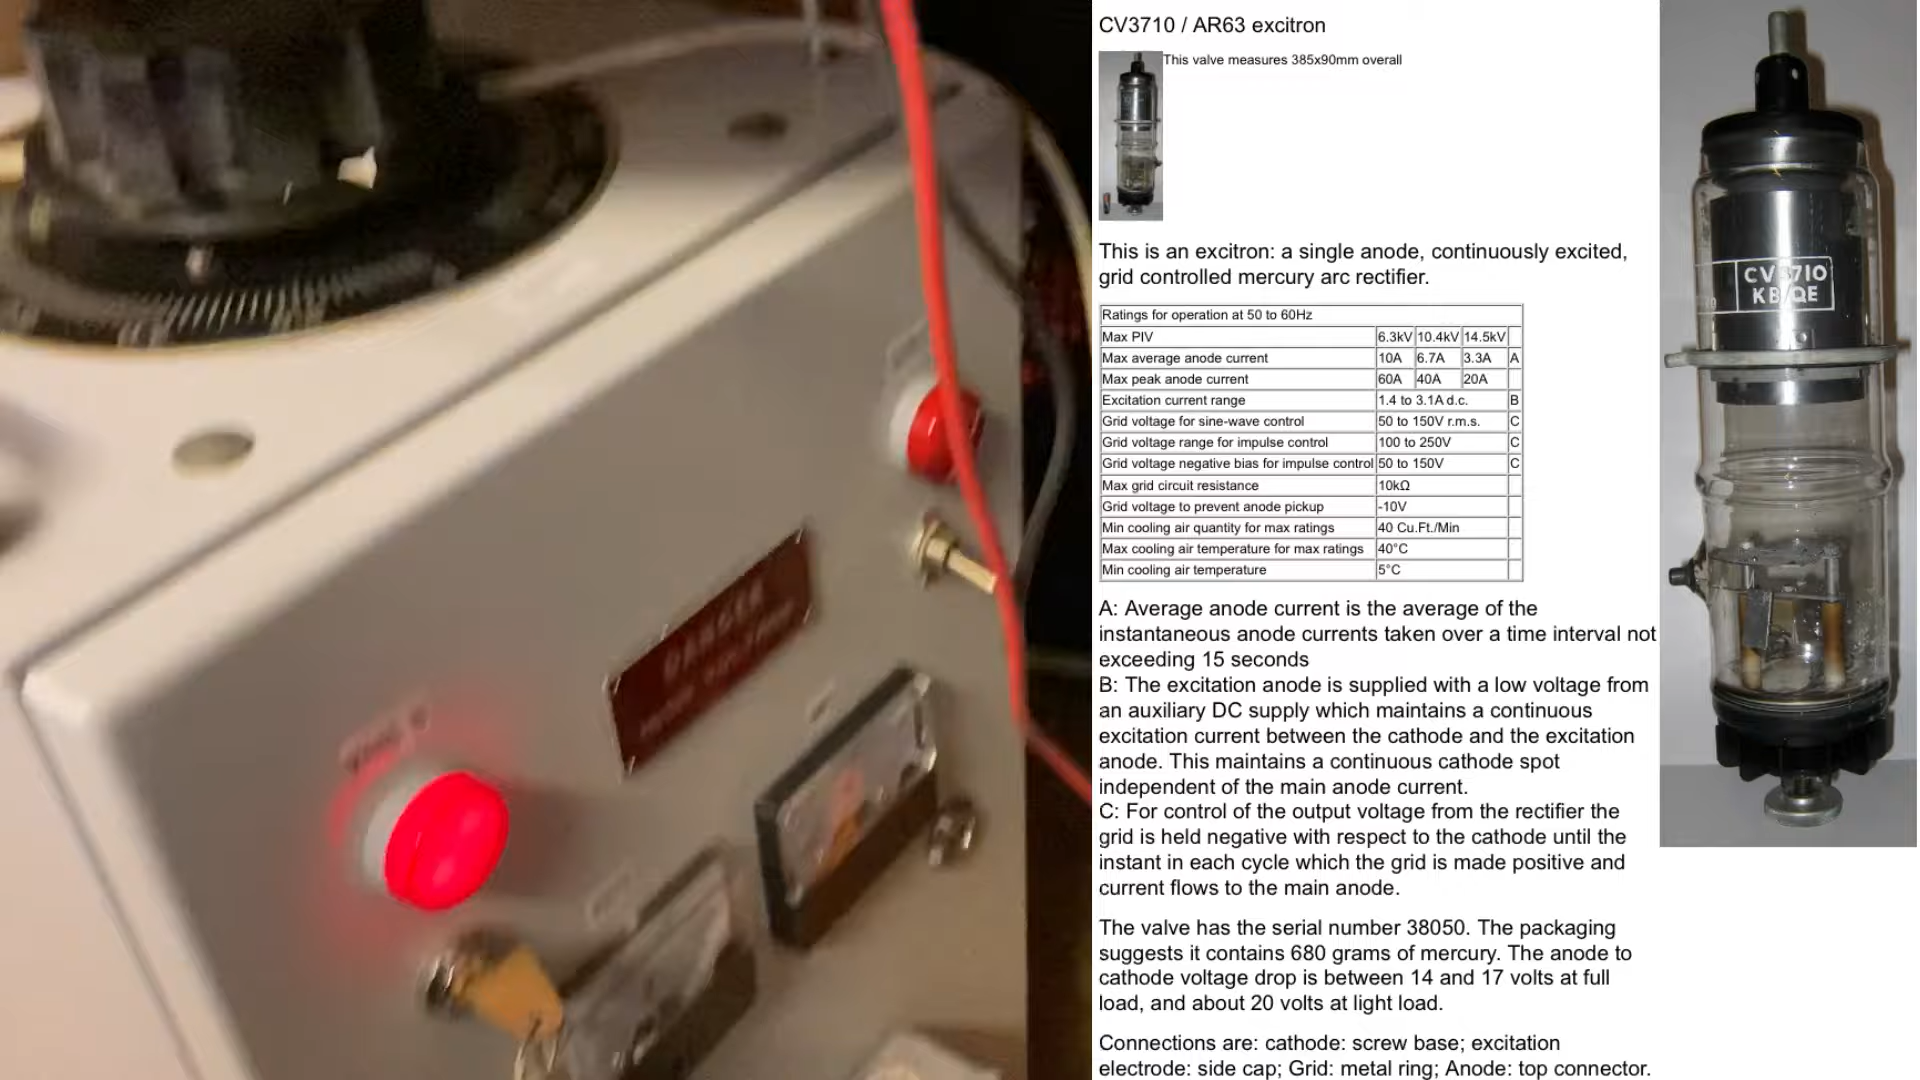 DANGER
CV3710 / AR63 excitron
This valve measures 385x90mm overall
This is an excitron: a single anode, continuously excited,
grid controlled mercury arc rectifier.
Ratings for operation at 50 to 60Hz
Max PIV 6.3kV 10.4kV 14.5kV
Max average anode current 10A 6.7A 3.3A A
Max peak anode current 60A 40A 20A
Excitation current range 1.4 to 3.1A d.c. B
Grid voltage for sine-wave control 50 to 150V r.m.s. C
Grid voltage range for impulse control 100 to 250V C
Grid voltage negative bias for impulse control 50 to 150V C
Max grid circuit resistance 10kΩ
Grid voltage to prevent anode pickup -10V
Min cooling air quantity for max ratings 40 Cu.Ft./Min
Max cooling air temperature for max ratings 40°C
Min cooling air temperature 5°C
A: Average anode current is the average of the
instantaneous anode currents taken over a time interval not
exceeding 15 seconds
B: The excitation anode is supplied with a low voltage from
an auxiliary DC supply which maintains a continuous
excitation current between the cathode and the excitation
anode. This maintains a continuous cathode spot
independent of the main anode current.
C: For control of the output voltage from the rectifier the
grid is held negative with respect to the cathode until the
instant in each cycle which the grid is made positive and
current flows to the main anode.
The valve has the serial number 38050. The packaging
suggests it contains 680 grams of mercury. The anode to
cathode voltage drop is between 14 and 17 volts at full
load, and about 20 volts at light load.
Connections are: cathode: screw base; excitation
electrode: side cap; Grid: metal ring; Anode: top connector.
CV3710
KB/QE